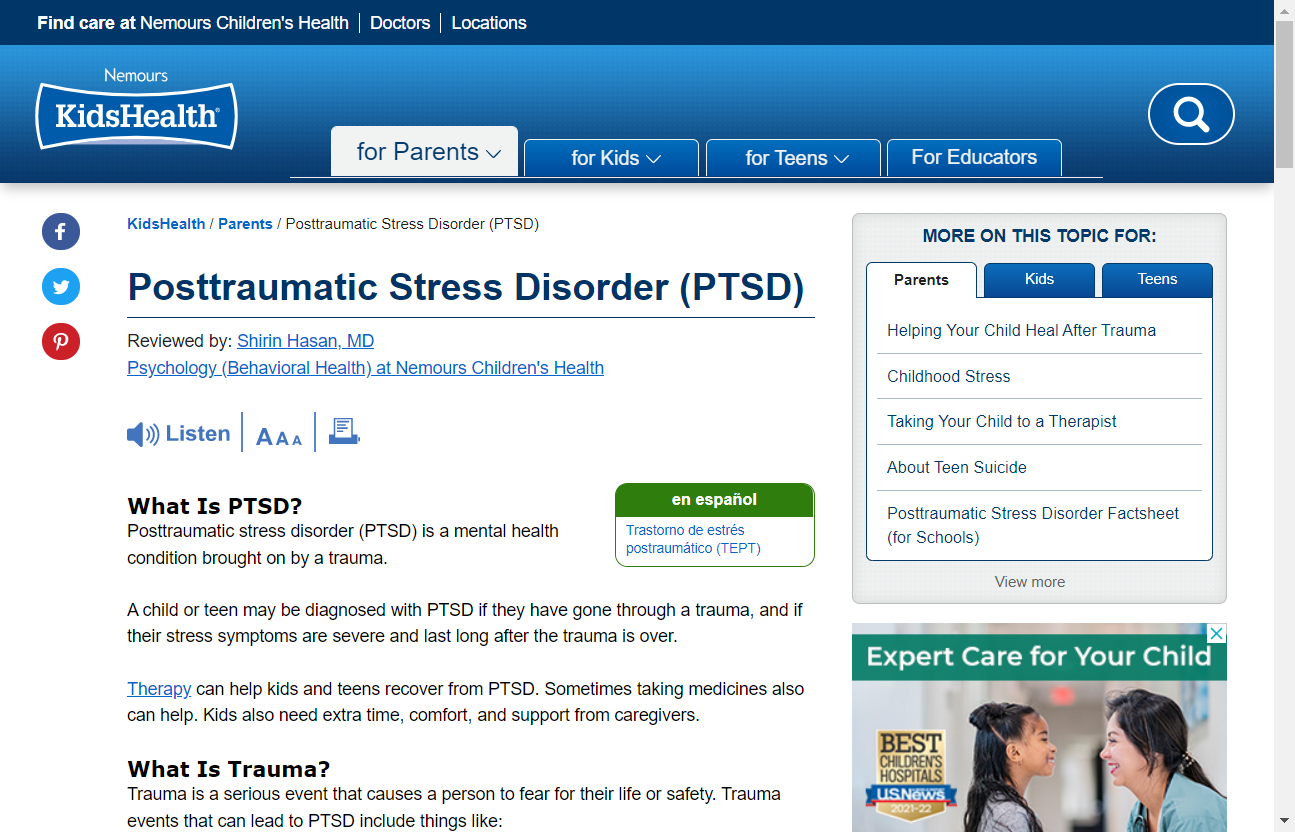 Find care at Nemours Children's Health | Doctors | Locations
Nemours
KidsHealth®
for Parents
for Kids
for Teens
For Educators
KidsHealth / Parents / Posttraumatic Stress Disorder (PTSD)
Posttraumatic Stress Disorder (PTSD)
Reviewed by: Shirin Hasan, MD
Psychology (Behavioral Health) at Nemours Children's Health
Listen
A A A
What Is PTSD?
Posttraumatic stress disorder (PTSD) is a mental health
condition brought on by a trauma.
en español
Trastorno de estrés
postraumático (TEPT)
A child or teen may be diagnosed with PTSD if they have gone through a trauma, and if
their stress symptoms are severe and last long after the trauma is over.
Therapy can help kids and teens recover from PTSD. Sometimes taking medicines also
can help. Kids also need extra time, comfort, and support from caregivers.
What Is Trauma?
Trauma is a serious event that causes a person to fear for their life or safety. Trauma
events that can lead to PTSD include things like:
MORE ON THIS TOPIC FOR:
Parents
Kids
Teens
Helping Your Child Heal After Trauma
Childhood Stress
Taking Your Child to a Therapist
About Teen Suicide
Posttraumatic Stress Disorder Factsheet
(for Schools)
View more
Expert Care for Your Child
BEST
CHILDREN'S
HOSPITALS
U.S.News
2021-22